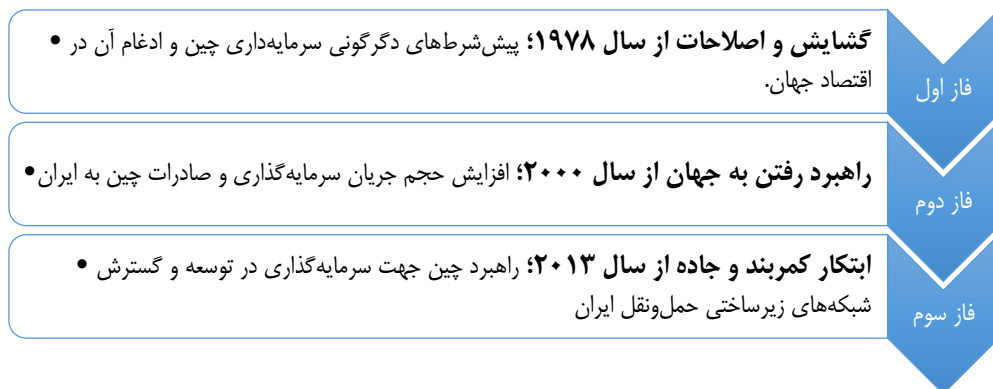 فاز اول
گشایش و اصلاحات از سال ۱۹۷۸؛ پیش‌شرط‌های دگرگونی سرمایه‌داری چین و ادغام آن در •
اقتصاد جهان.
فاز دوم
راهبرد رفتن به جهان از سال ۲۰۰۰؛ افزایش حجم جریان سرمایه‌گذاری و صادرات چین به ایران•
فاز سوم
ابتکار کمربند و جاده از سال ۲۰۱۳؛ راهبرد چین جهت سرمایه‌گذاری در توسعه و گسترش •
شبکه‌های زیرساختی حمل‌ونقل ایران